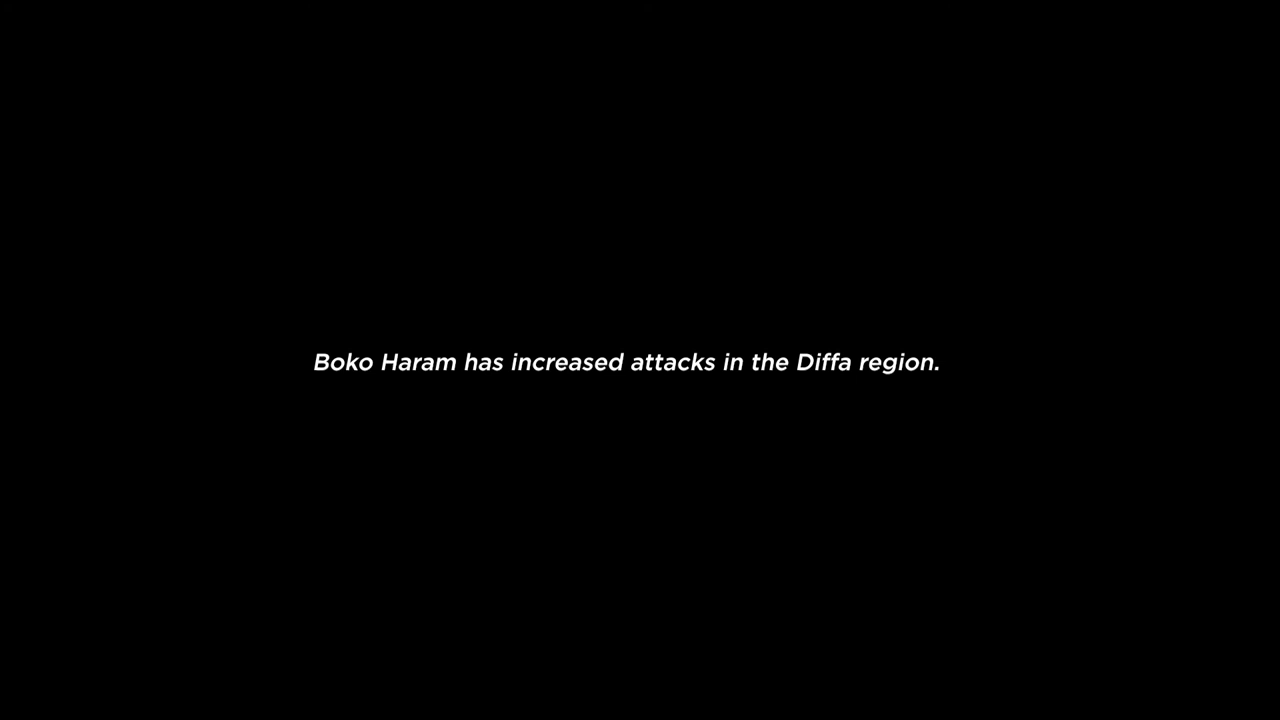 Boko Haram has increased attacks in the Diffa region.